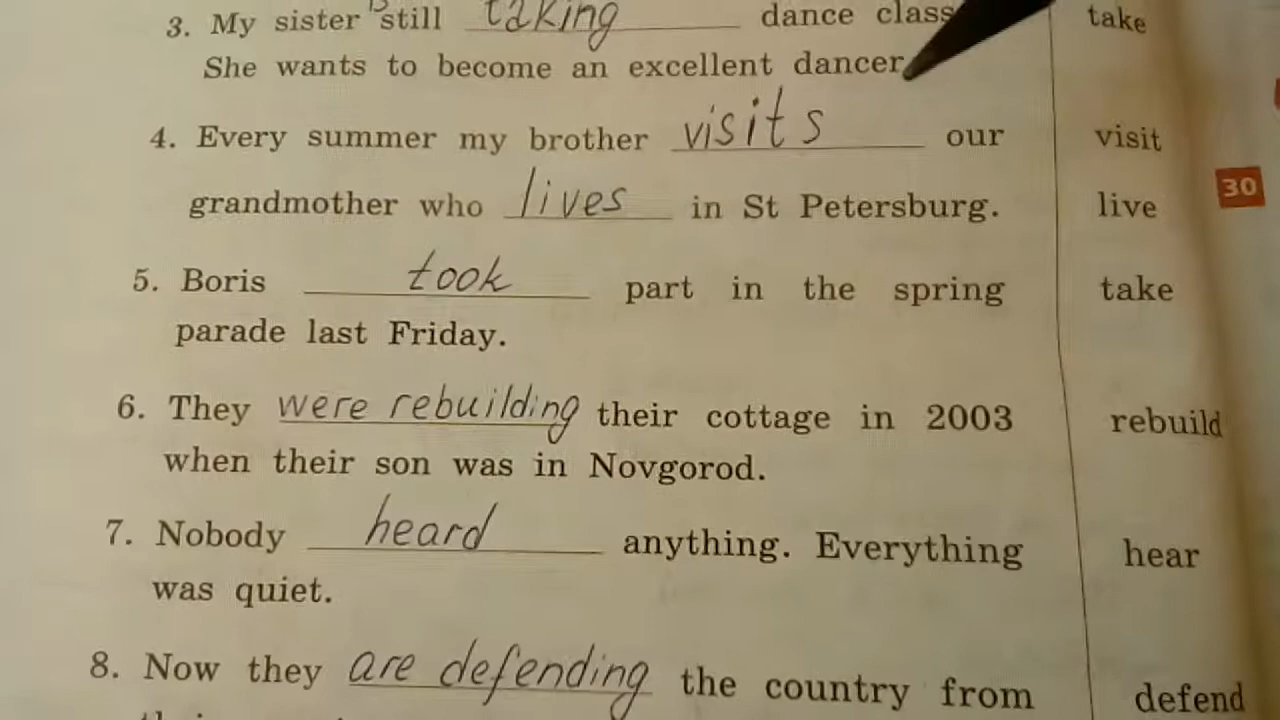 is
3. My sister still taking dance class take
She wants to become an excellent dancer
4. Every summer my brother visits our visit
grandmother who lives in St Petersburg. live
30
5. Boris took part in the spring take
parade last Friday.
6. They were rebuilding their cottage in 2003 rebuild
when their son was in Novgorod.
7. Nobody heard anything. Everything hear
was quiet.
8. Now they are defending the country from defend